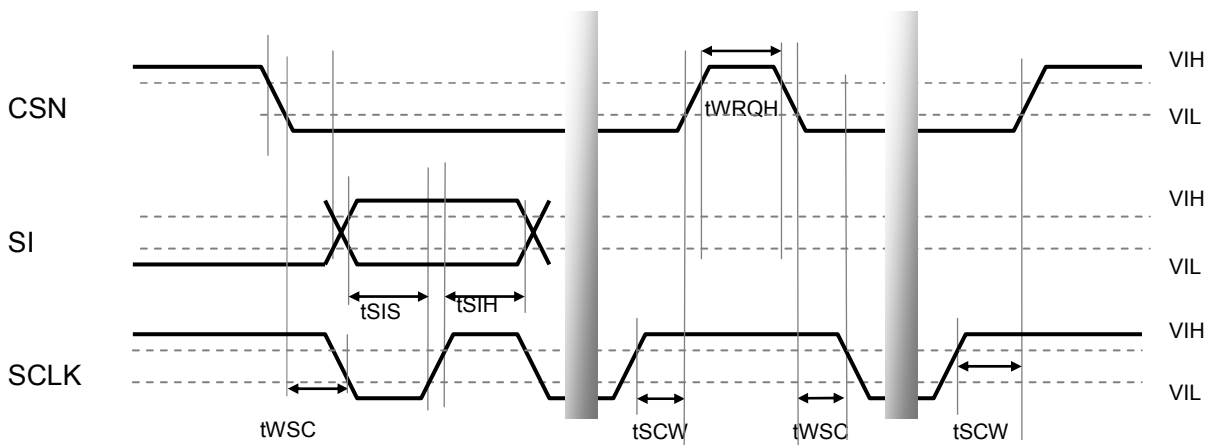 CSN
VIH
tWRQH
VIL
SI
VIH
VIL
tSIS
tSIH
SCLK
VIH
VIL
tWSC
tSCW
tWSC
tSCW